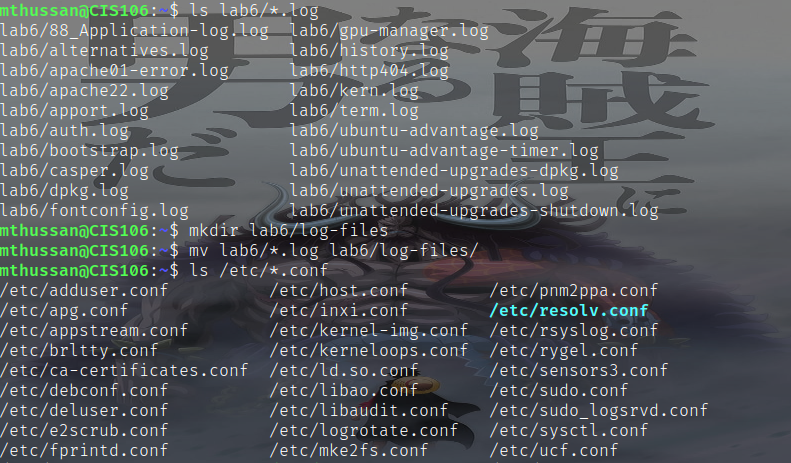 mthussan@CIS106:~$ ls lab6/*.log
lab6/88_Application-log.log  lab6/gpu-manager.log
lab6/alternatives.log        lab6/history.log
lab6/apache01-error.log      lab6/http404.log
lab6/apache22.log            lab6/kern.log
lab6/apport.log              lab6/term.log
lab6/auth.log                lab6/ubuntu-advantage.log
lab6/bootstrap.log           lab6/ubuntu-advantage-timer.log
lab6/casper.log              lab6/unattended-upgrades-dpkg.log
lab6/dpkg.log                lab6/unattended-upgrades.log
lab6/fontconfig.log          lab6/unattended-upgrades-shutdown.log
mthussan@CIS106:~$ mkdir lab6/log-files
mthussan@CIS106:~$ mv lab6/*.log lab6/log-files/
mthussan@CIS106:~$ ls /etc/*.conf
/etc/adduser.conf          /etc/host.conf        /etc/pnm2ppa.conf
/etc/apg.conf              /etc/inxi.conf        /etc/resolv.conf
/etc/appstream.conf        /etc/kernel-img.conf  /etc/rsyslog.conf
/etc/brltty.conf           /etc/kerneloops.conf  /etc/rygel.conf
/etc/ca-certificates.conf  /etc/ld.so.conf       /etc/sensors3.conf
/etc/debconf.conf          /etc/libao.conf       /etc/sudo.conf
/etc/deluser.conf          /etc/libaudit.conf    /etc/sudo_logsrvd.conf
/etc/e2scrub.conf          /etc/logrotate.conf   /etc/sysctl.conf
/etc/fprintd.conf          /etc/mke2fs.conf      /etc/ucf.conf
海賊王に
なる
男だ